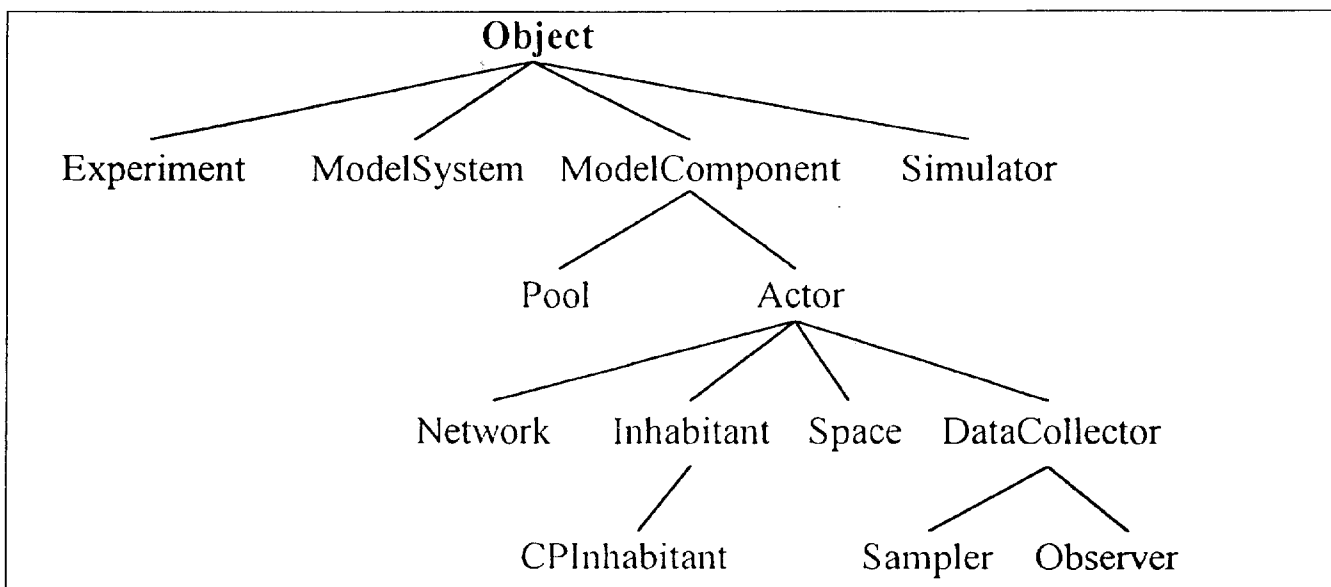 Object
Experiment ModelSystem ModelComponent Simulator
Pool Actor
Network Inhabitant Space DataCollector
CPInhabitant Sampler Observer